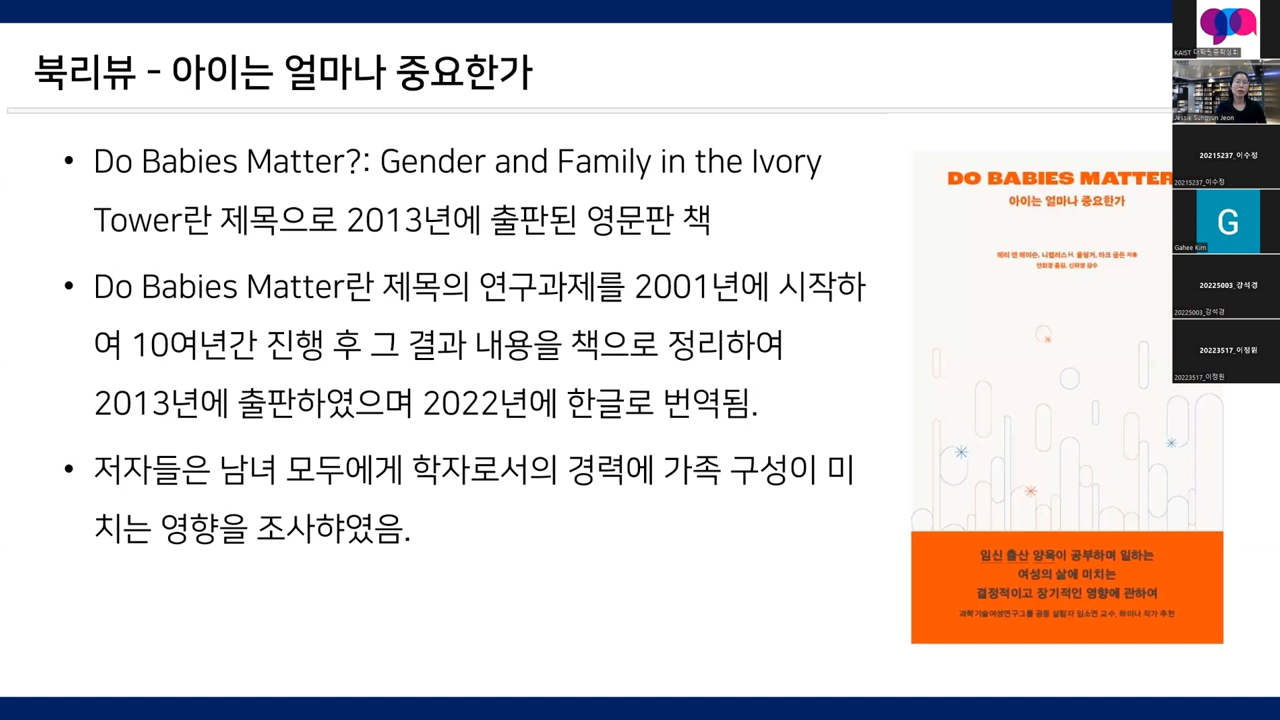 북리뷰 - 아이는 얼마나 중요한가
• Do Babies Matter?: Gender and Family in the Ivory
Tower란 제목으로 2013년에 출판된 영문판 책
• Do Babies Matter란 제목의 연구과제를 2001년에 시작하
여 10여년간 진행 후 그 결과 내용을 책으로 정리하여
2013년에 출판하였으며 2022년에 한글로 번역됨.
• 저자들은 남녀 모두에게 학자로서의 경력에 가족 구성이 미
치는 영향을 조사햐였음.
DO BABIES MATTER
아이는 얼마나 중요한가
메리 앤 메이슨, 니컬러스 H. 울핑거, 마크 굴든 지음
안희경 옮김, 신하영 감수
임신 출산 양육이 공부하며 일하는
여성의 삶에 미치는
결정적이고 장기적인 영향에 관하여
과학기술여성연구그룹 공동 설립자 임소연 교수, 하미나 작가 추천
KAIST 대학원총학생회
KAIST
Jessie Sungyun Jeon
20215237_이수정
20215237_이수정
G
Gahee Kim
20225003_강석경
20225003_강석경
20223517_이정원
20223517_이정원